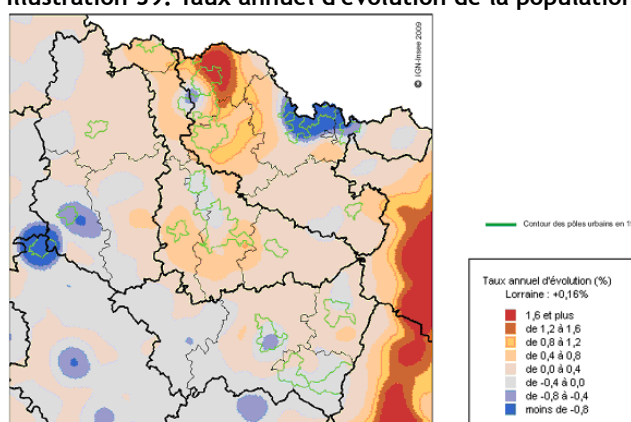 Illustration 39. Taux annuel d'évolution de la population
© IGN-Insee 2009
Contour des pôles urbains en
Taux annuel d'évolution (%)
Lorraine : +0,16%
1,6 et plus
de 1,2 à 1,6
de 0,8 à 1,2
de 0,4 à 0,8
de 0,0 à 0,4
de -0,4 à 0,0
de -0,8 à -0,4
moins de -0,8